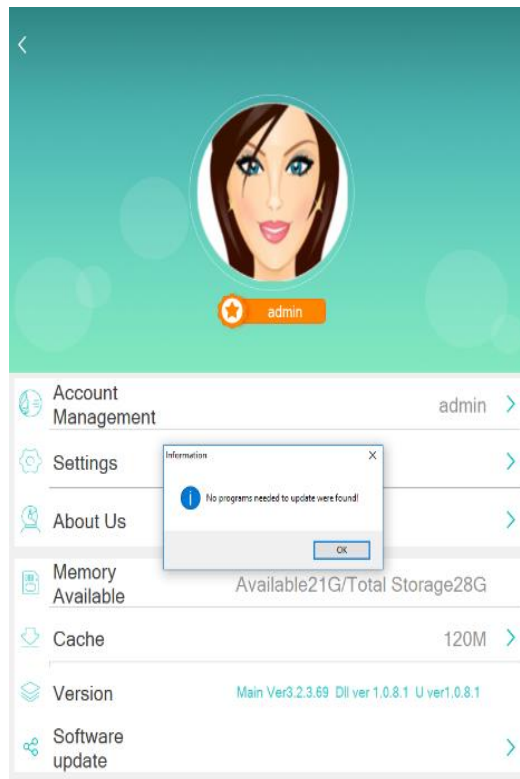 admin
Account
Management
admin
Settings
Information
X
No programs needed to update were found!
OK
About Us
Memory
Available
Available21G/Total Storage28G
Cache
120M
Version
Main Ver3.2.3.69 Dll ver 1.0.8.1 U ver1.0.8.1
Software
update